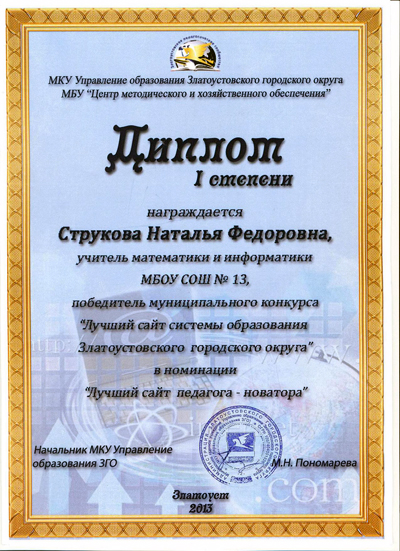 МКУ Управление образования Златоустовского городского округа
МБУ “Центр методического и хозяйственного обеспечения”
Диплом
I степени
награждается
Струкова Наталья Федоровна,
учитель математики и информатики
МБОУ СОШ № 13,
победитель муниципального конкурса
“Лучший сайт системы образования
Златоустовского городского округа”
в номинации
“Лучший сайт педагога - новатора”
Начальник МКУ Управление
образования ЗГО
М.Н. Пономарева
.com
Златоуст
2013